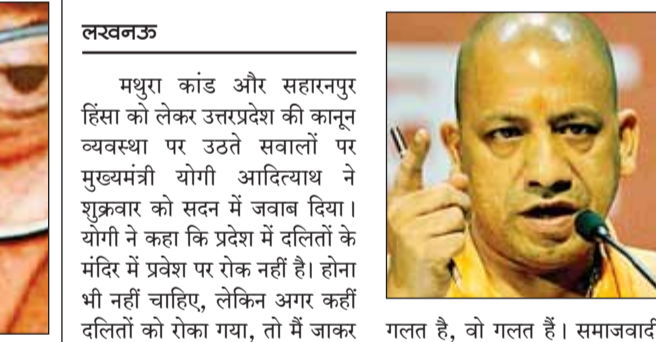 लखनऊ
मथुरा कांड और सहारनपुर
हिंसा को लेकर उत्तरप्रदेश की कानून
व्यवस्था पर उठते सवालों पर
मुख्यमंत्री योगी आदित्याथ ने
शुक्रवार को सदन में जवाब दिया।
योगी ने कहा कि प्रदेश में दलितों के
मंदिर में प्रवेश पर रोक नहीं है। होना
भी नहीं चाहिए, लेकिन अगर कहीं
दलितों को रोका गया, तो मैं जाकर
गलत है, वो गलत हैं। समाजवादी